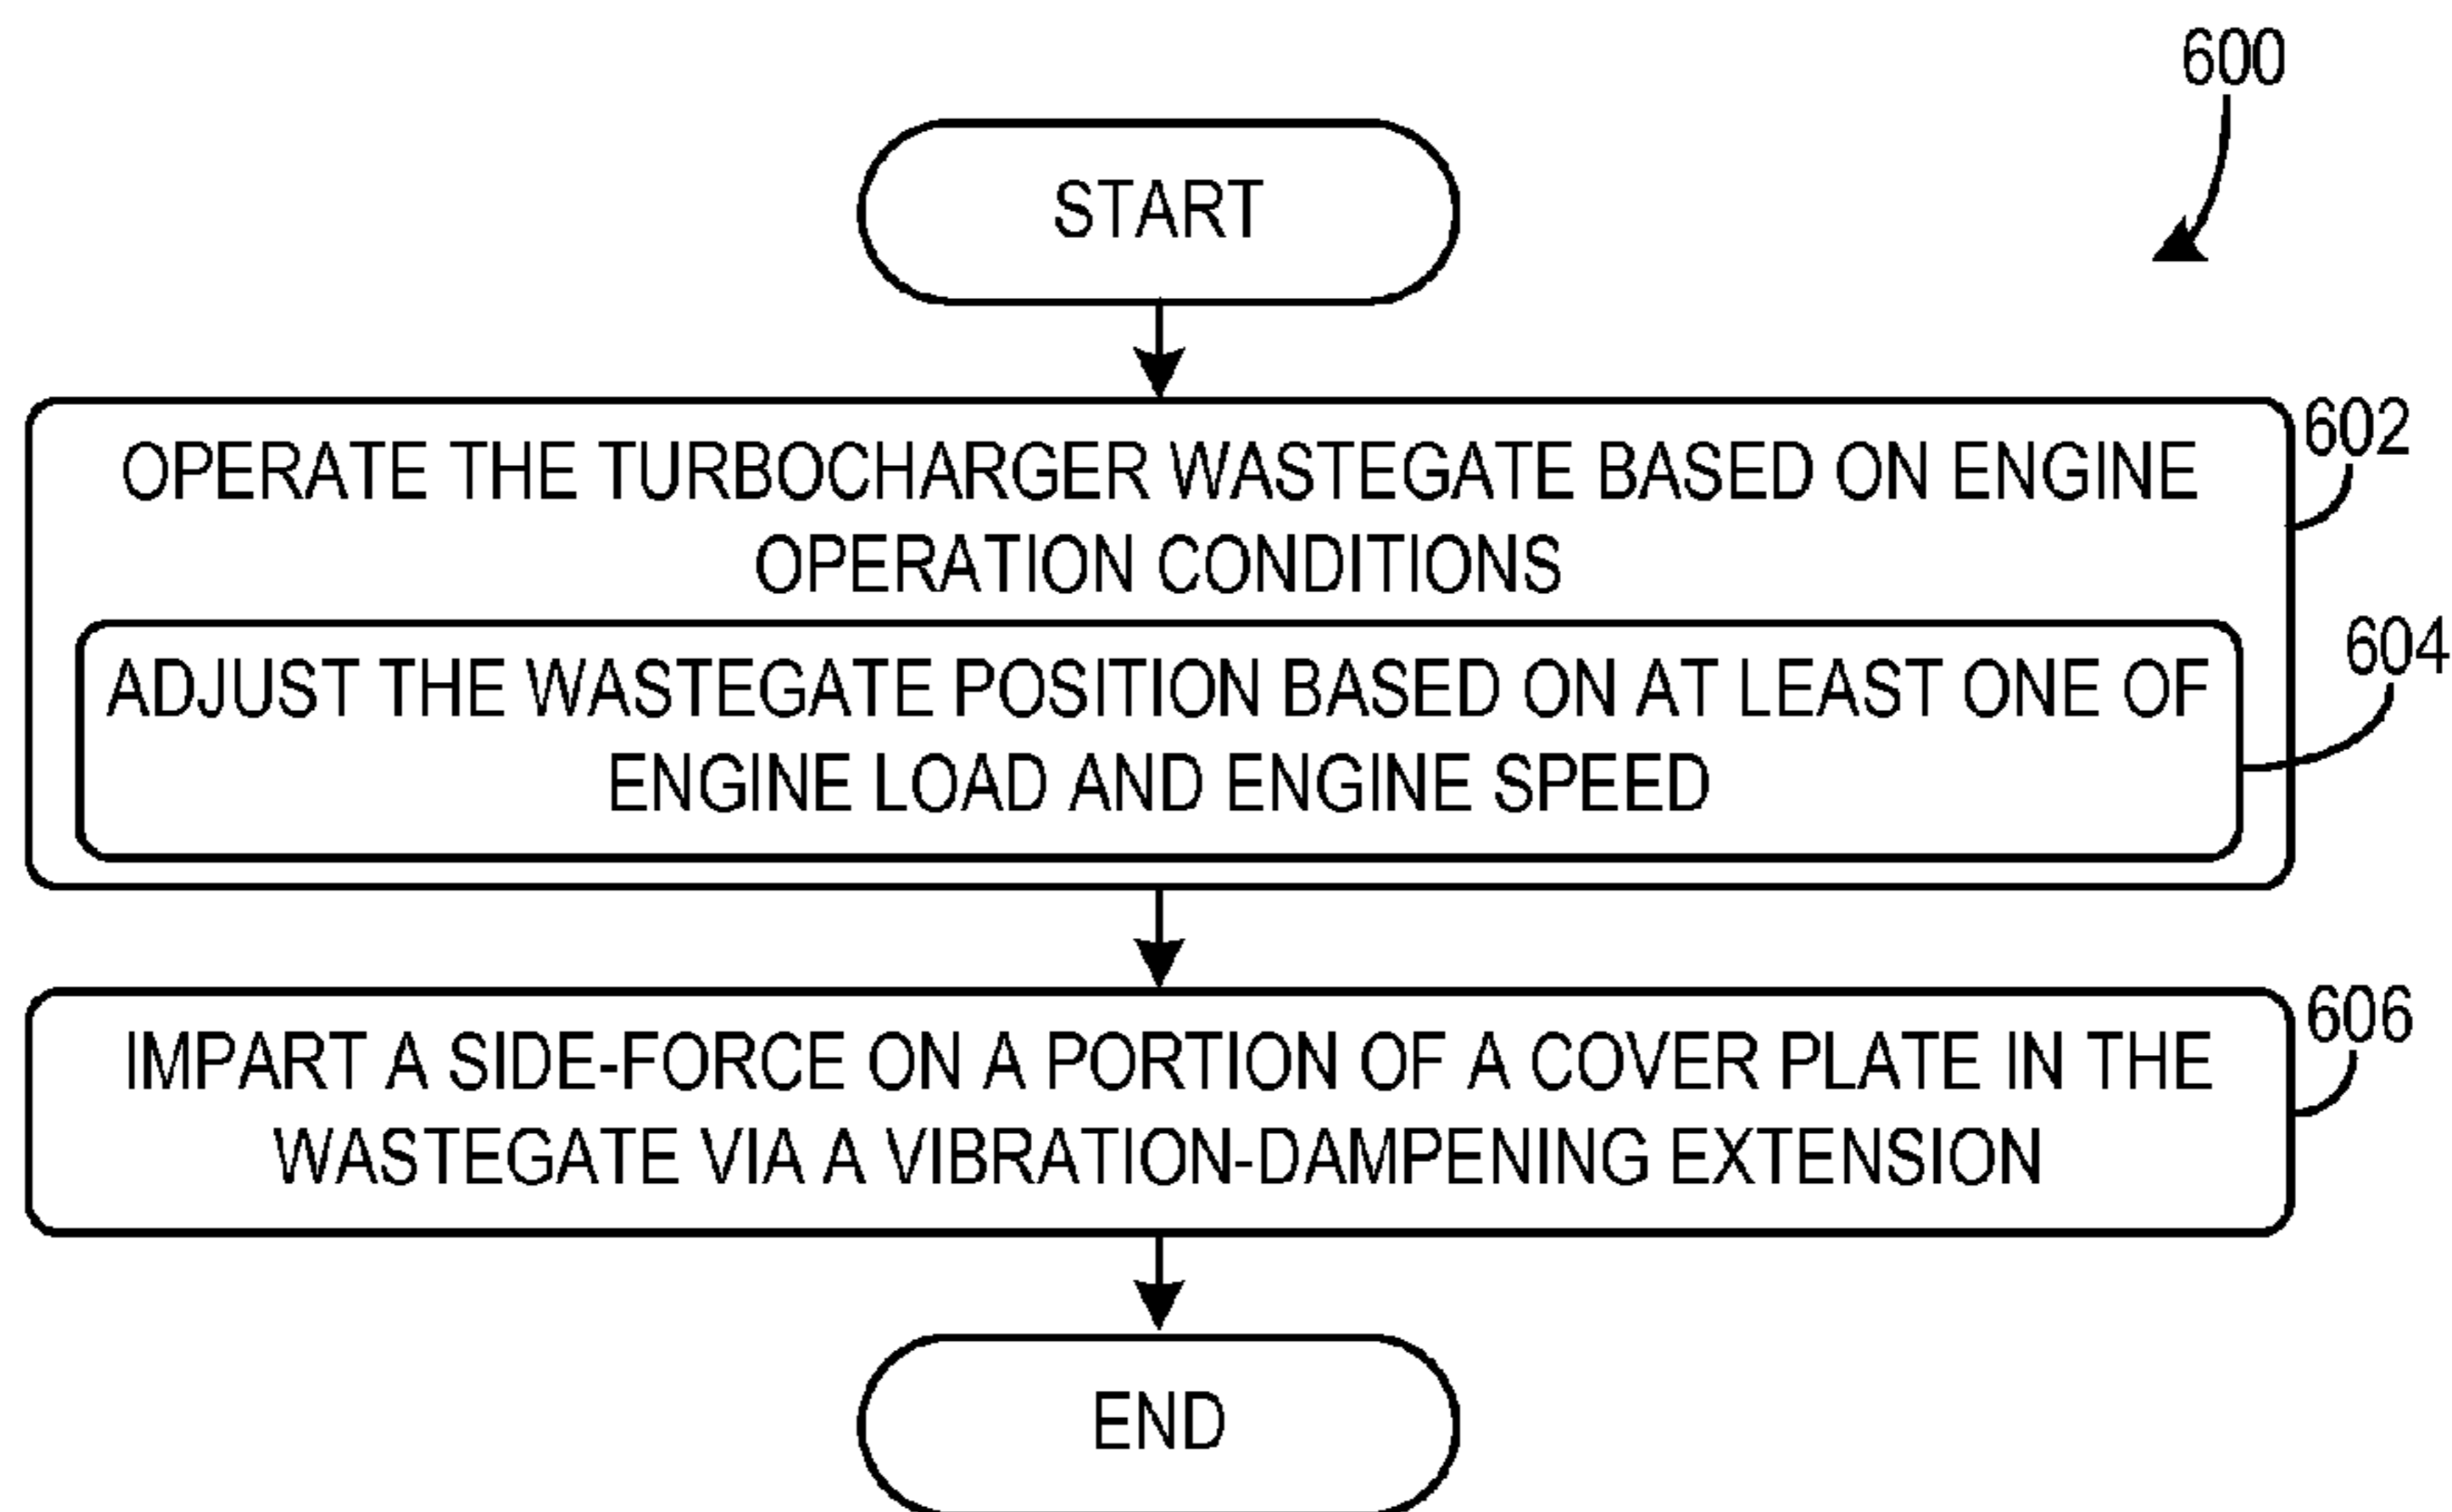 600
START
OPERATE THE TURBOCHARGER WASTEGATE BASED ON ENGINE
OPERATION CONDITIONS
602
ADJUST THE WASTEGATE POSITION BASED ON AT LEAST ONE OF
ENGINE LOAD AND ENGINE SPEED
604
IMPART A SIDE-FORCE ON A PORTION OF A COVER PLATE IN THE
WASTEGATE VIA A VIBRATION-DAMPENING EXTENSION
606
END